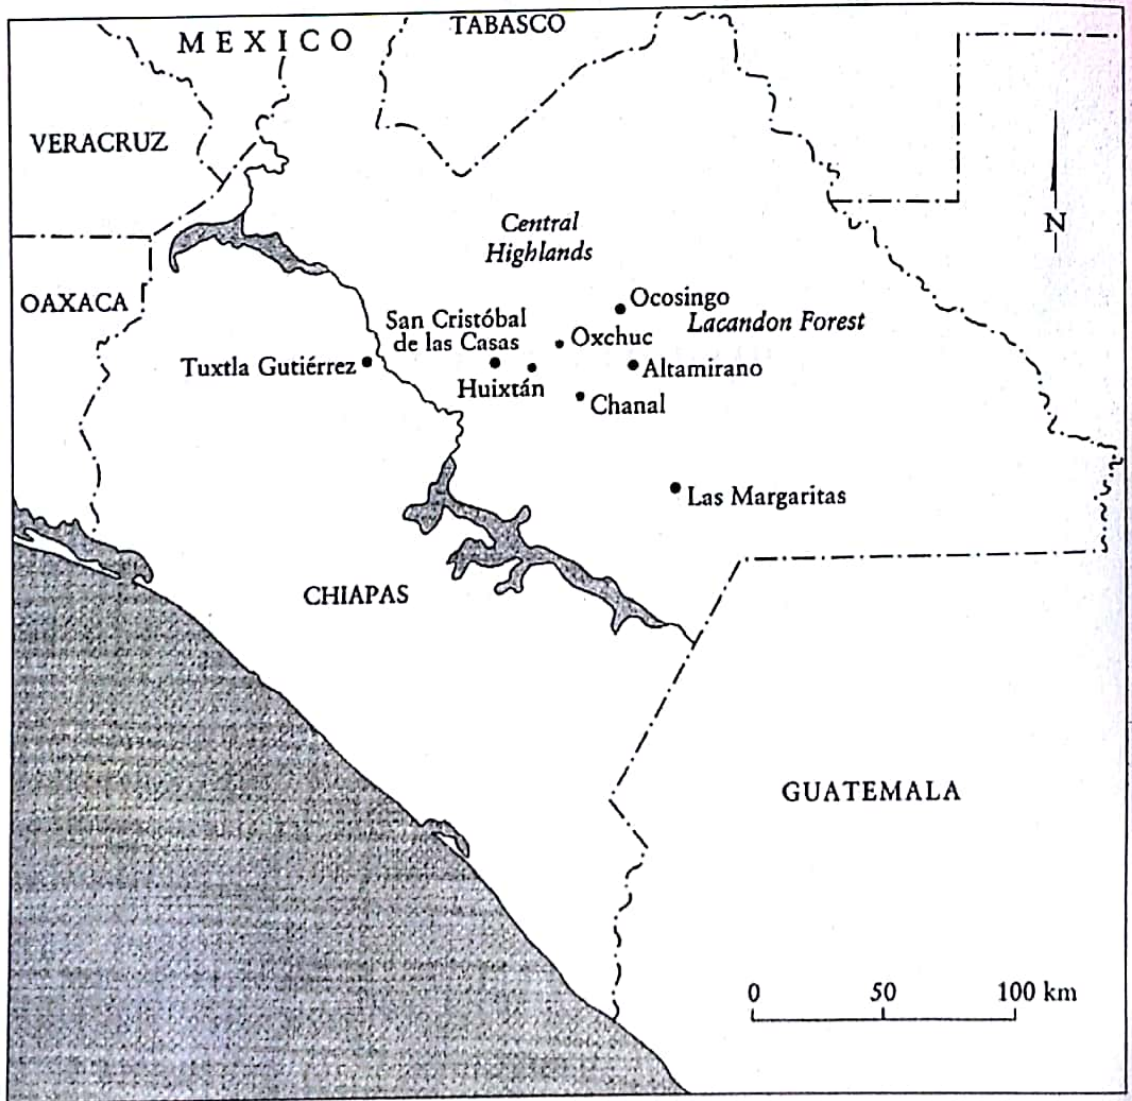 TABASCO
MEXICO
VERACRUZ
N
Central
Highlands
OAXACA
Ocosingo
San Cristóbal
de las Casas
Lacandon Forest
Oxchuc
Tuxtla Gutiérrez
Altamirano
Huixtán
Chanal
Las Margaritas
CHIAPAS
GUATEMALA
0 50 100 km